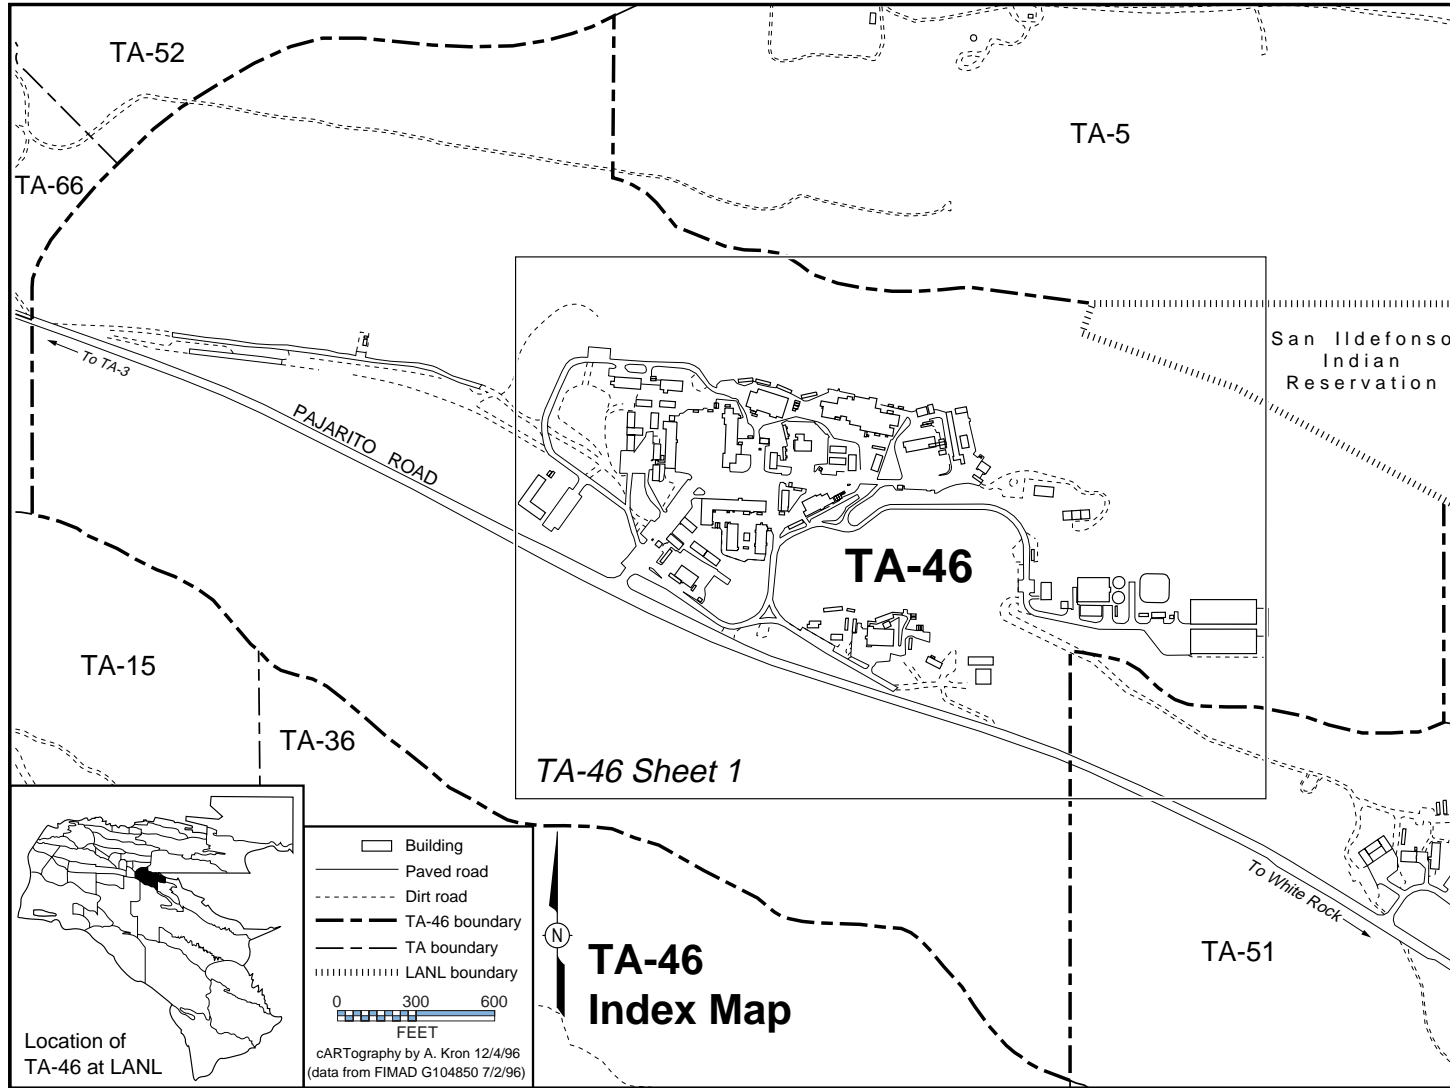 TA-52
TA-5
TA-66
San Ildefonso
Indian
Reservation
To TA-3
PAJARITO ROAD
TA-46
TA-15
TA-36
TA-46 Sheet 1
To White Rock
TA-51
Building
Paved road
Dirt road
TA-46 boundary
TA boundary
LANL boundary
0 300 600
FEET
cARTography by A. Kron 12/4/96
(data from FIMAD G104850 7/2/96)
N
TA-46
Index Map
Location of
TA-46 at LANL